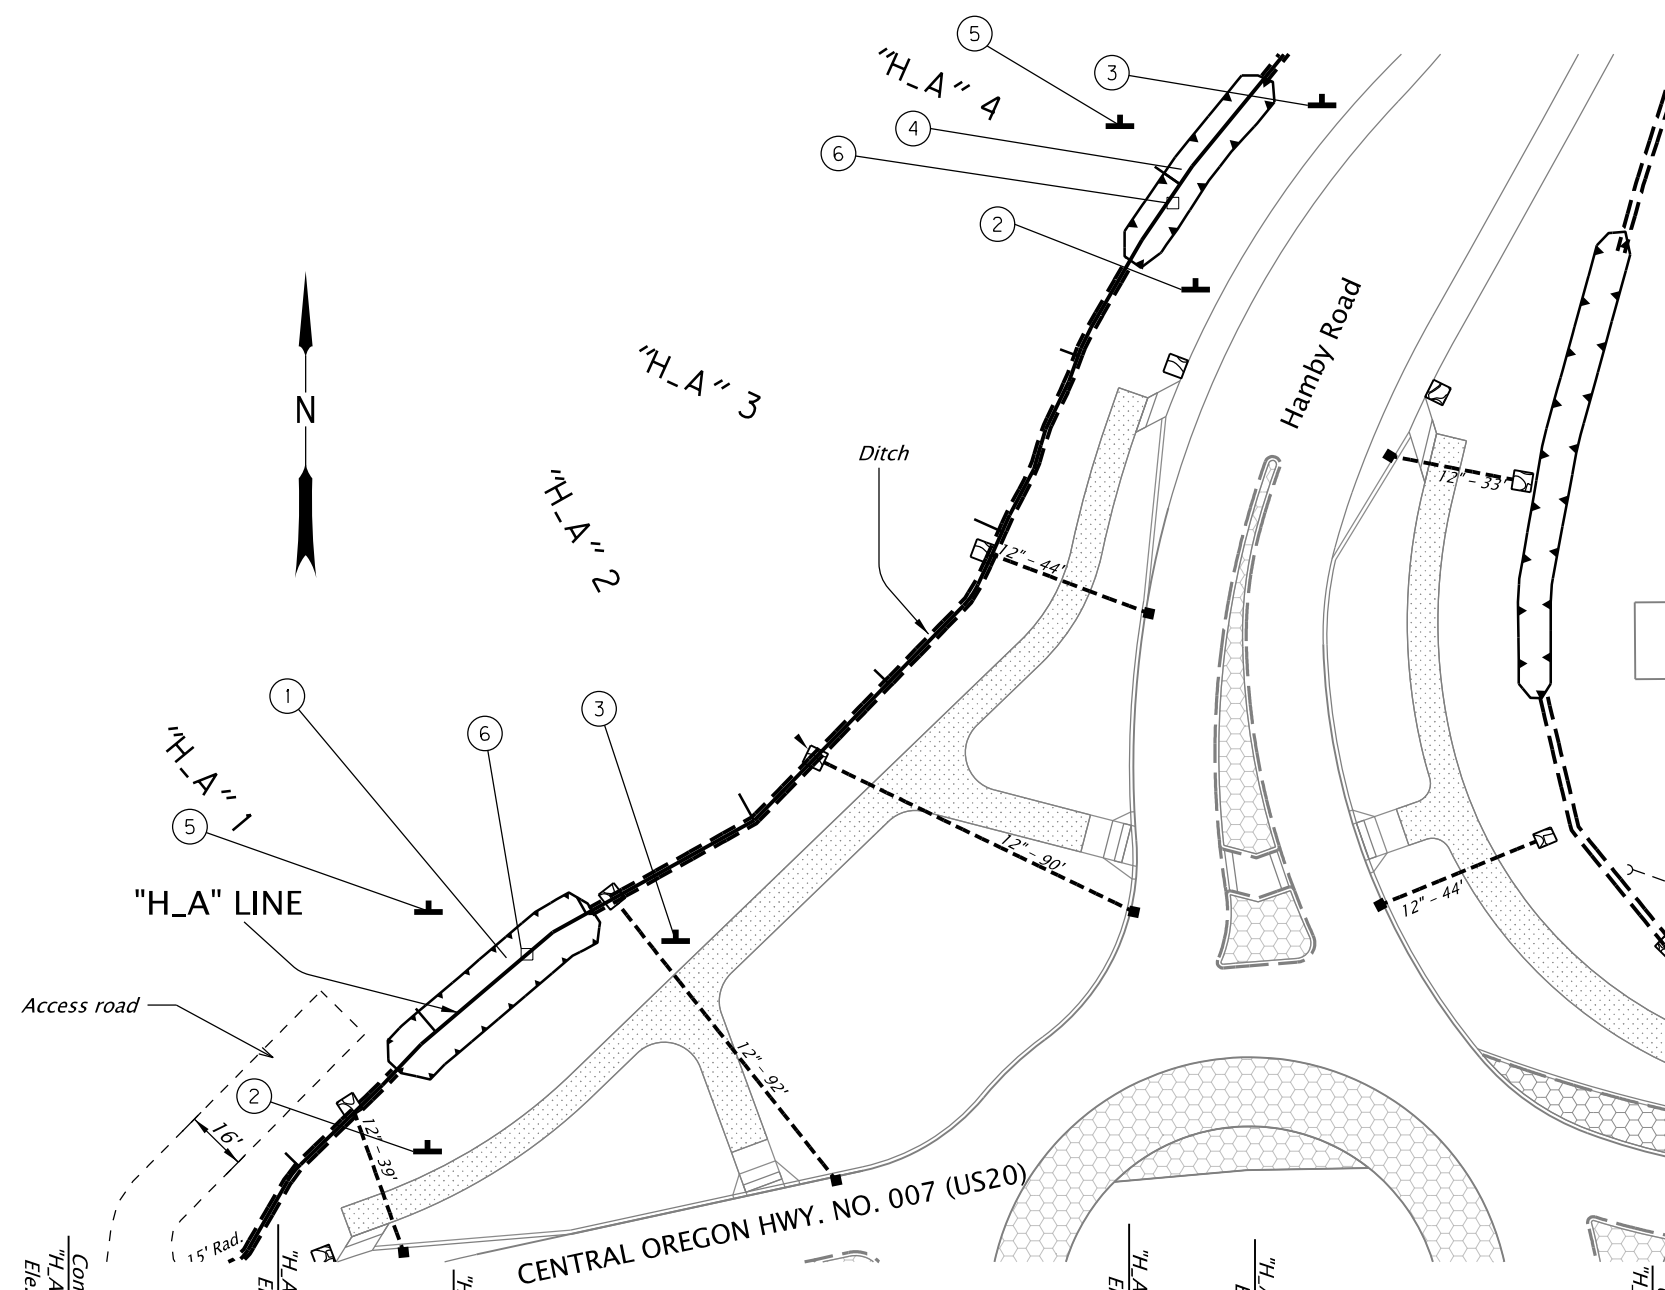 5
"H_A" 4
3
4
6
2
Hamby Road
N
"H_A" 3
Ditch
"H_A" 2
12" - 33'
12" - 44'
1
6
3
"H_A" 1
5
12" - 90'
12" - 44'
"H_A" LINE
Access road
12" - 92'
2
16'
12" - 39'
CENTRAL OREGON HWY. NO. 007 (US20)
15' Rad.